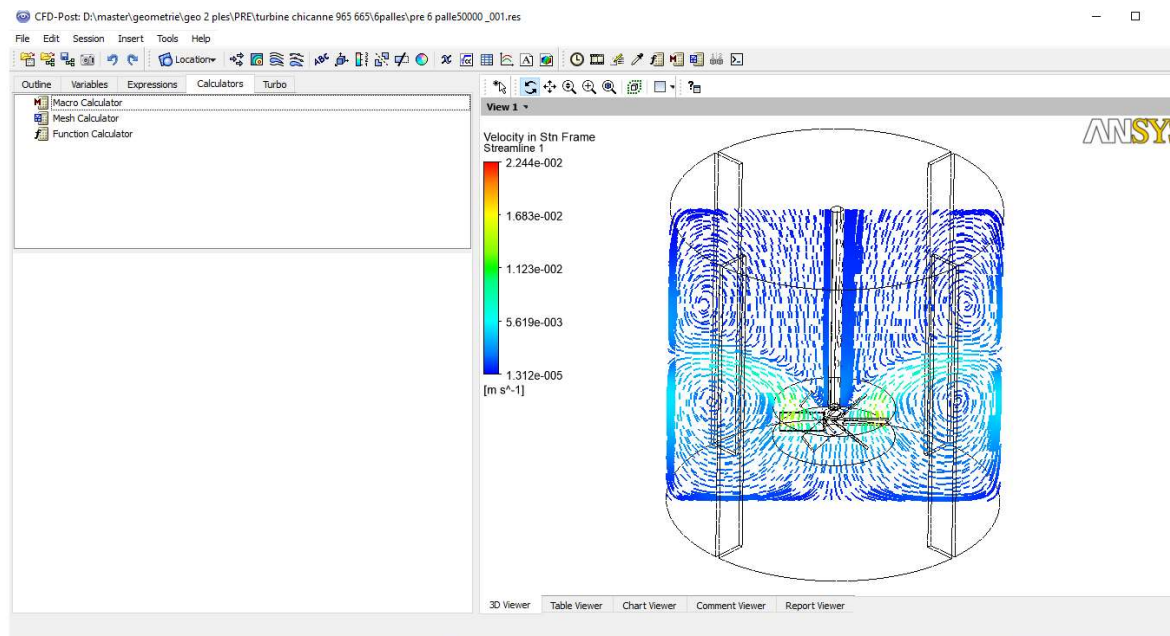 CFD-Post: D:\master\geometrie\geo 2 ples\PRE\turbine chicanne 965 665\6palles\pre 6 palle50000 _001.res
File Edit Session Insert Tools Help
Location
Outline Variables Expressions Calculators Turbo
Macro Calculator
Mesh Calculator
Function Calculator
View 1
ANSYS
Velocity in Stn Frame
Streamline 1
2.244e-002
1.683e-002
1.123e-002
5.619e-003
1.312e-005
[m s^-1]
3D Viewer Table Viewer Chart Viewer Comment Viewer Report Viewer